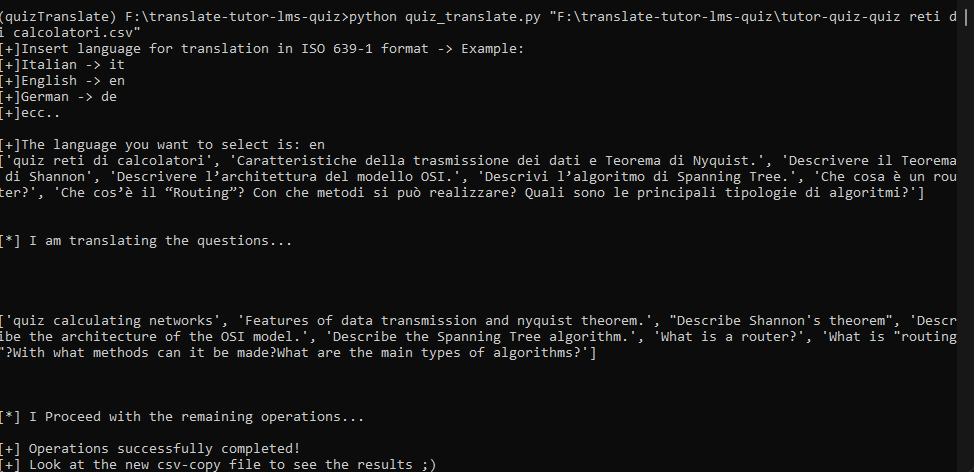 (quizTranslate) F:\translate-tutor-lms-quiz>python quiz_translate.py "F:\translate-tutor-lms-quiz\tutor-quiz-quiz reti d
i calcolatori.csv"
[+]Insert language for translation in ISO 639-1 format -> Example:
[+]Italian -> it
[+]English -> en
[+]German -> de
[+]ecc..
[+]The language you want to select is: en
['quiz reti di calcolatori', 'Caratteristiche della trasmissione dei dati e Teorema di Nyquist.', 'Descrivere il Teorema
 di Shannon', 'Descrivere l’architettura del modello OSI.', 'Descrivi l’algoritmo di Spanning Tree.', 'Che cosa è un rou
ter?', 'Che cos’è il “Routing”? Con che metodi si può realizzare? Quali sono le principali tipologie di algoritmi?']
[*] I am translating the questions...
['quiz calculating networks', 'Features of data transmission and nyquist theorem.', "Describe Shannon's theorem", 'Descr
ibe the architecture of the OSI model.', 'Describe the Spanning Tree algorithm.', 'What is a router?', 'What is "routing
"?With what methods can it be made?What are the main types of algorithms?']
[*] I Proceed with the remaining operations...
[+] Operations successfully completed!
[+] Look at the new csv-copy file to see the results ;)